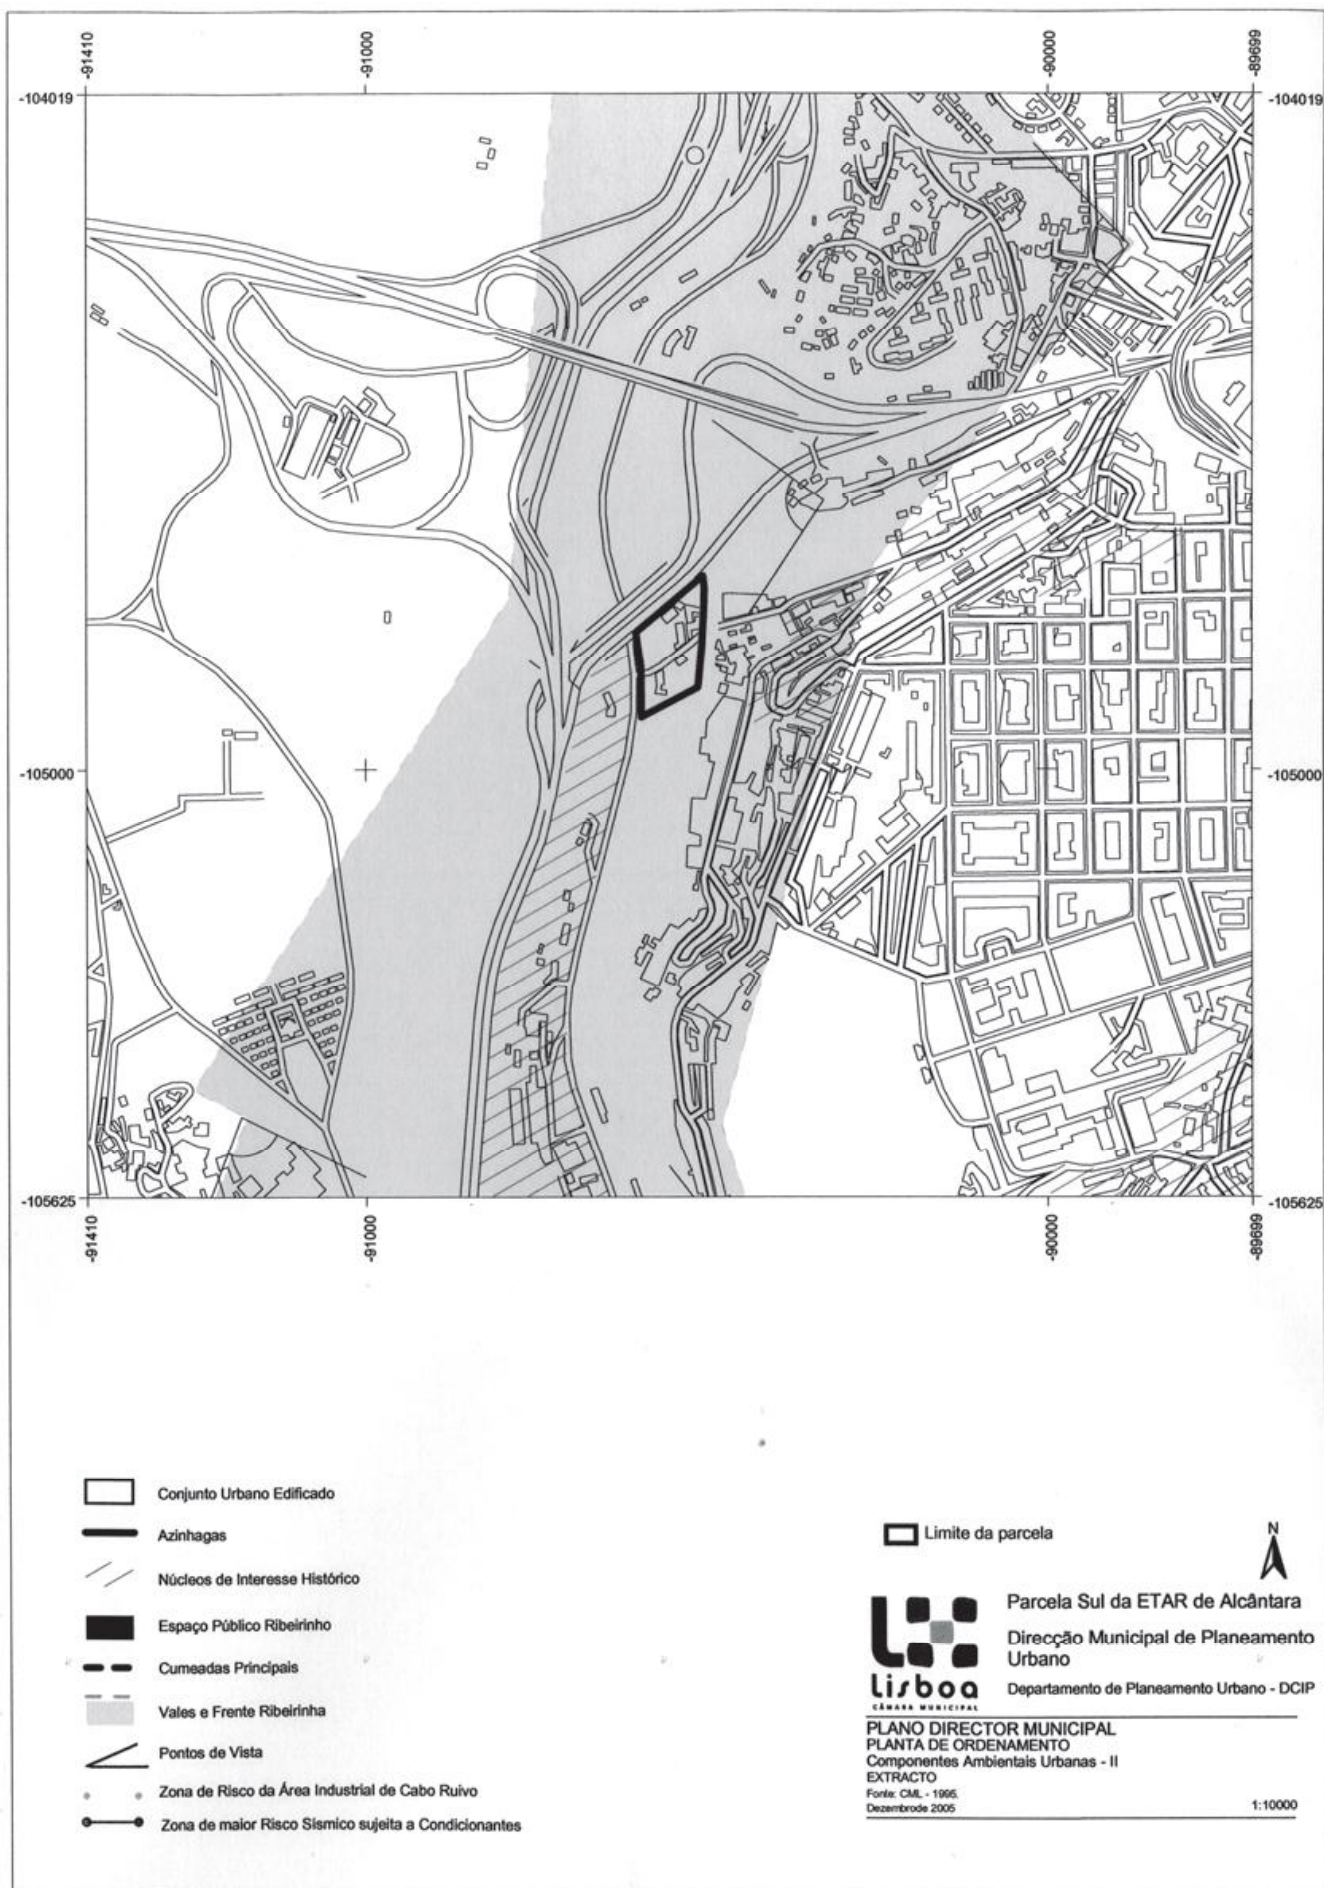 -91410
-91000
-90000
-89699
-104019
-104019
-105000
-105000
-105625
-105625
-91410
-91000
-90000
-89699
Conjunto Urbano Edificado
Azinhagas
Núcleos de Interesse Histórico
Espaço Público Ribeirinho
Cumeadas Principais
Vales e Frente Ribeirinha
Pontos de Vista
Zona de Risco da Área Industrial de Cabo Ruivo
Zona de maior Risco Sísmico sujeita a Condicionantes
Limite da parcela
N
Parcela Sul da ETAR de Alcântara
Direcção Municipal de Planeamento
Urbano
Departamento de Planeamento Urbano - DCIP
Lisboa
CÂMARA MUNICIPAL
PLANO DIRECTOR MUNICIPAL
PLANTA DE ORDENAMENTO
Componentes Ambientais Urbanas - II
EXTRACTO
Fonte: CML - 1995.
Dezembrode 2005
1:10000